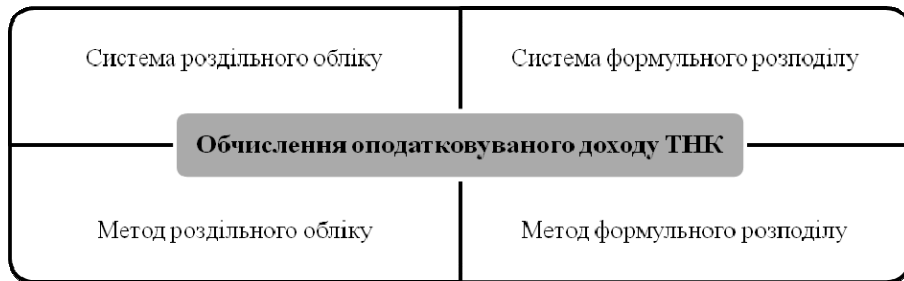 Система роздільного обліку
Система формульного розподілу
Обчислення оподатковуваного доходу ТНК
Метод роздільного обліку
Метод формульного розподілу